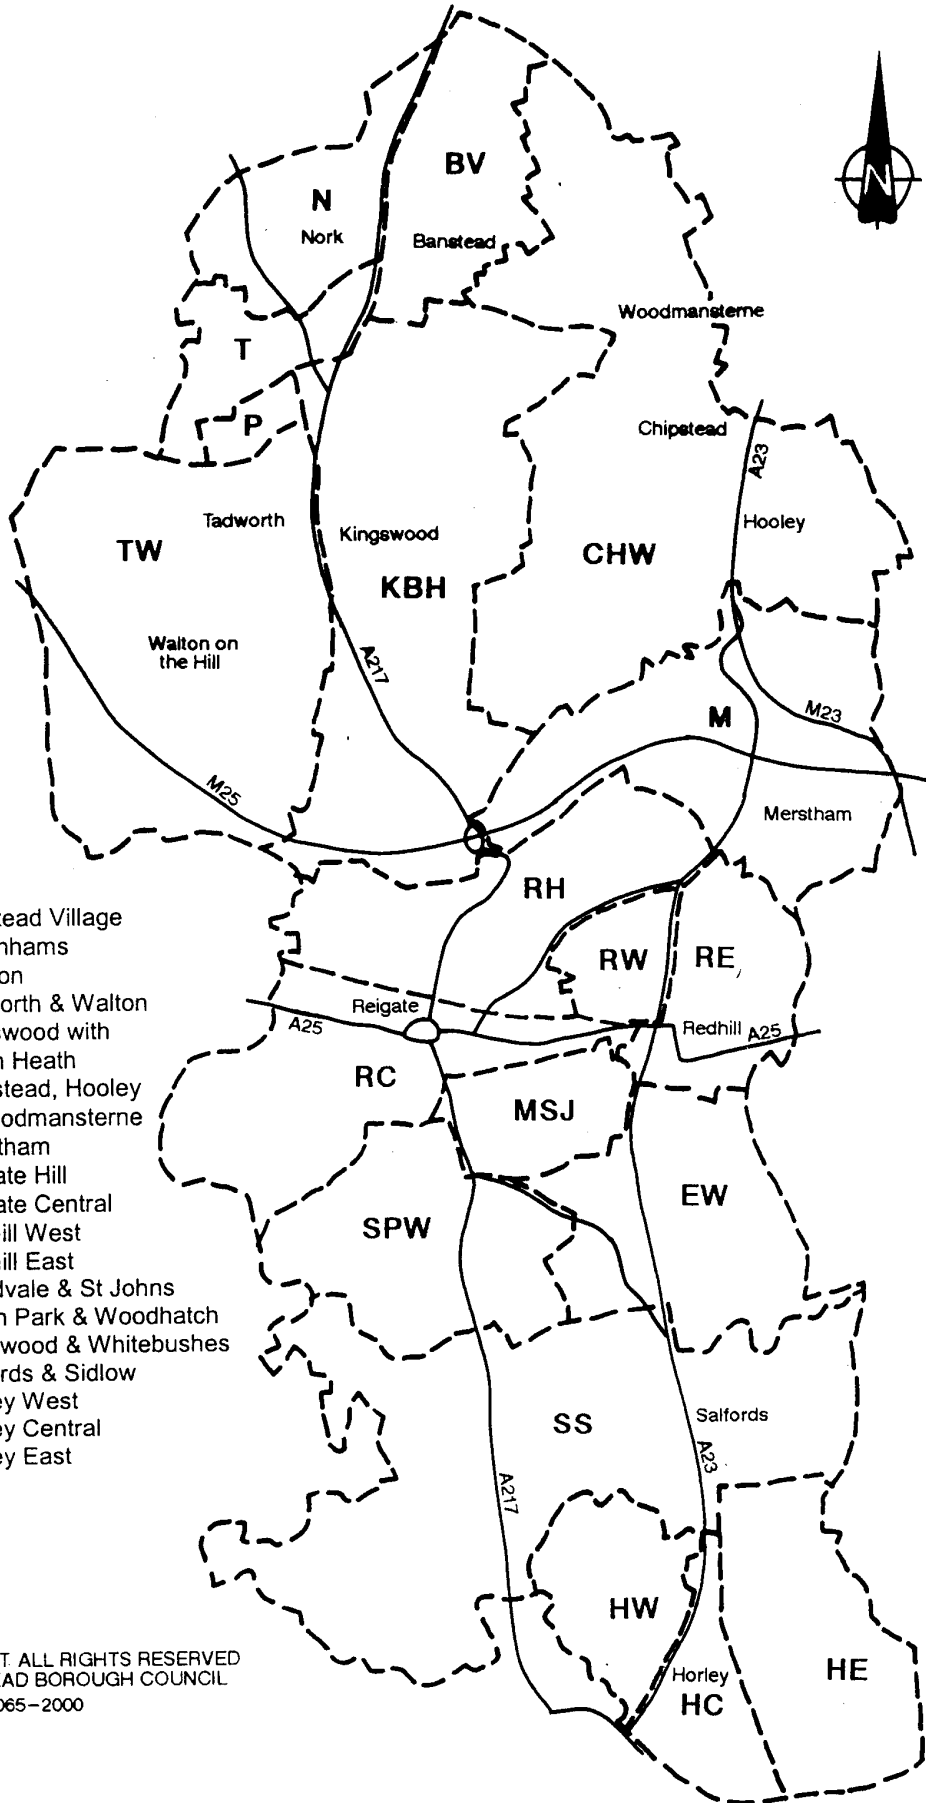 BV
N
N
Nork
Banstead
Woodmansterne
T
P
Chipstead
A23
Tadworth
Kingswood
Hooley
TW
CHW
KBH
Walton on
the Hill
A217
M
M23
M25
Merstham
RH
ead Village
nhams
on
orth & Walton
swood with
n Heath
stead, Hooley
odmansterne
tham
ate Hill
ate Central
ill West
ill East
dvale & St Johns
n Park & Woodhatch
wood & Whitebushes
rds & Sidlow
ey West
ey Central
ey East
RW
RE
Reigate
A25
Redhill
A25
RC
MSJ
EW
SPW
SS
Salfords
A23
A217
HW
Horley
HC
HE
T. ALL RIGHTS RESERVED
EAD BOROUGH COUNCIL
065-2000